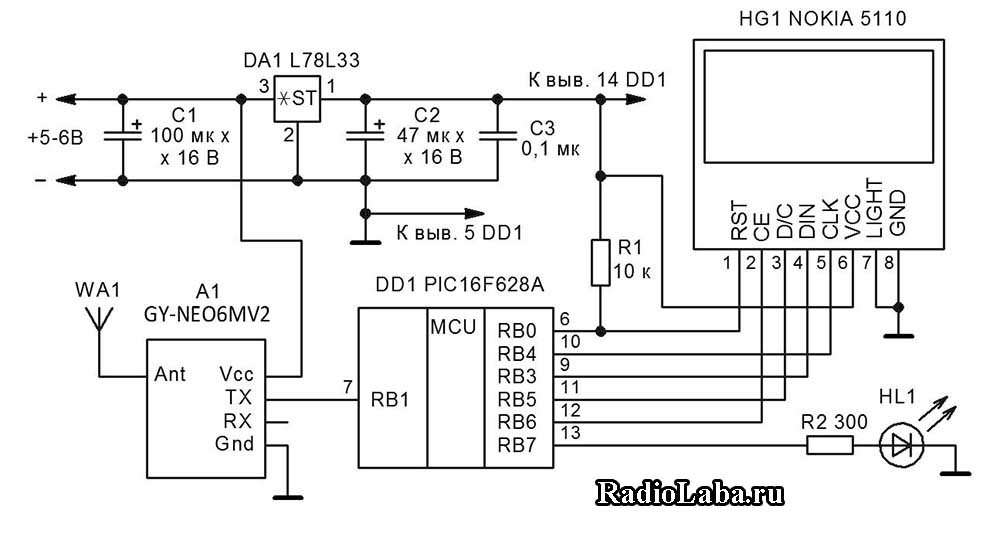 HG1 NOKIA 5110
DA1 L78L33
К выв. 14 DD1
3
✶ST
1
2
+
+5-6В
−
+
C1
100 мк х
х 16 В
+
C2
47 мк х
х 16 В
C3
0,1 мк
К выв. 5 DD1
R1
10 к
RST
CE
D/C
DIN
CLK
VCC
LIGHT
GND
1 2 3 4 5 6 7 8
WA1
A1
GY-NEO6MV2
Ant
Vcc
TX
RX
Gnd
DD1 PIC16F628A
MCU
7
RB1
RB0
6
RB4
10
RB3
9
RB5
11
RB6
12
RB7
13
R2 300
HL1
RadioLaba.ru